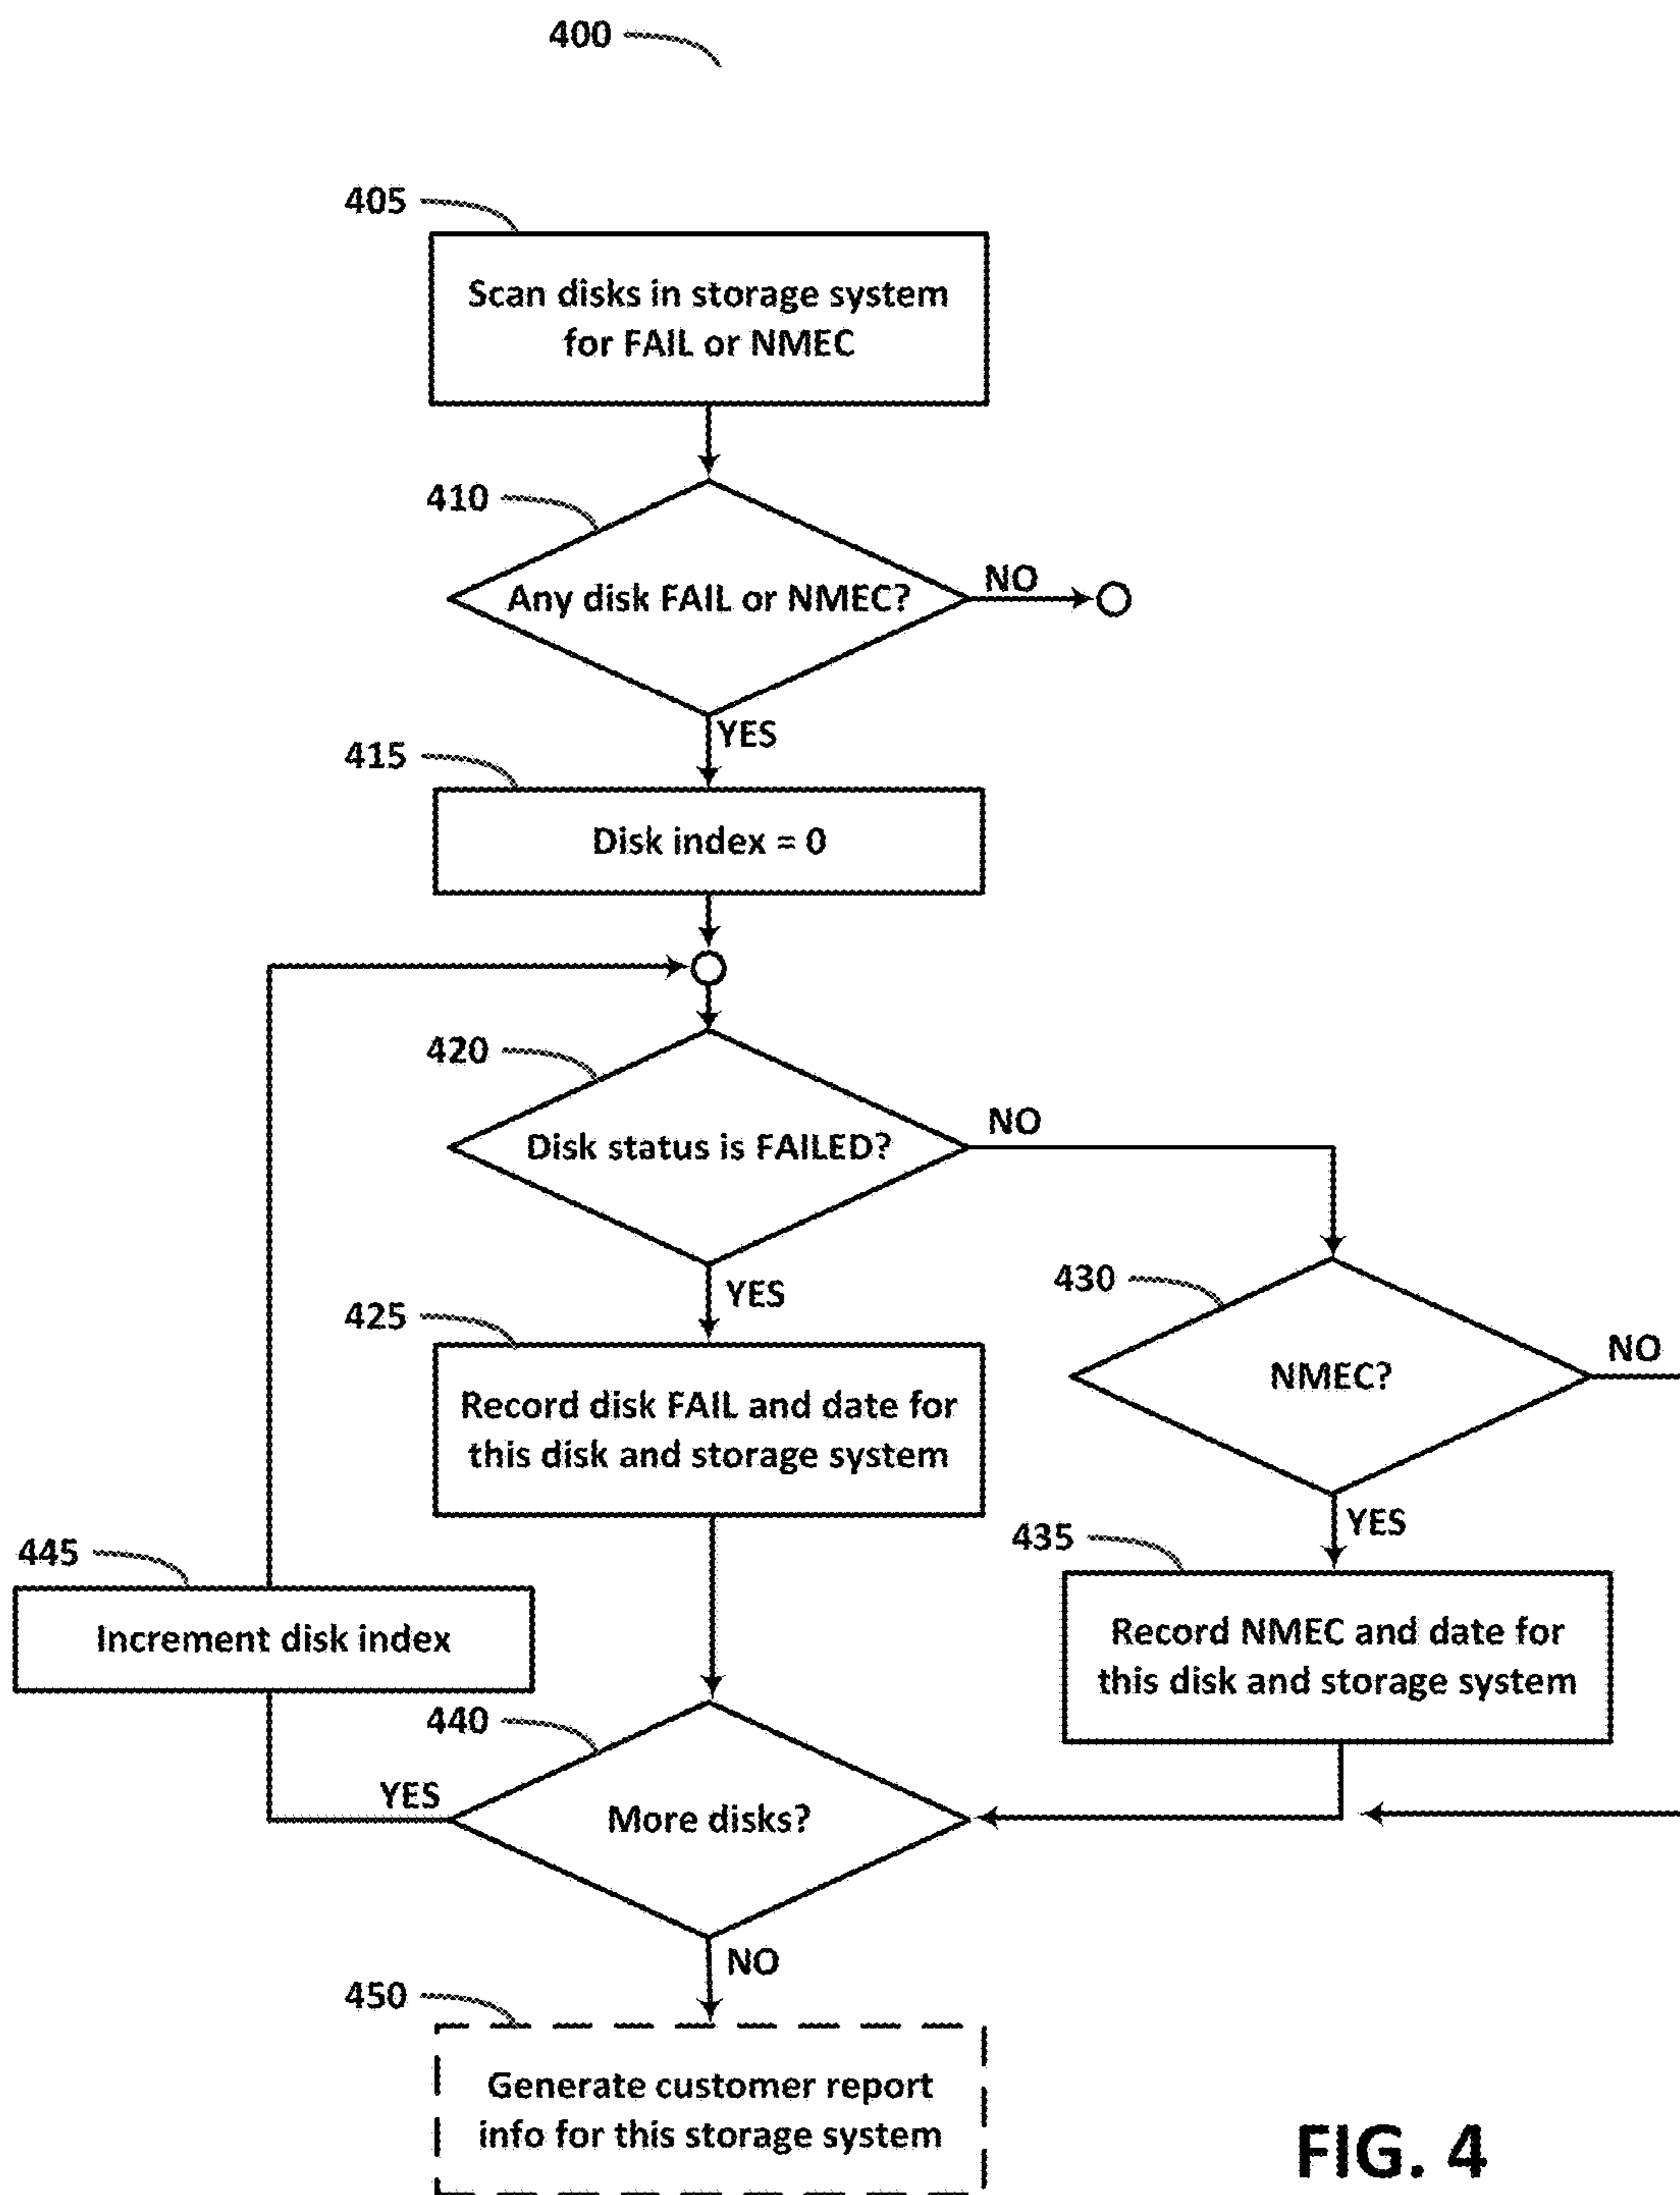 400
405
Scan disks in storage system
for FAIL or NMEC
410
Any disk FAIL or NMEC?
NO
YES
415
Disk index = 0
420
Disk status is FAILED?
NO
YES
425
Record disk FAIL and date for
this disk and storage system
430
NMEC?
NO
YES
435
Record NMEC and date for
this disk and storage system
445
Increment disk index
440
More disks?
YES
NO
450
Generate customer report
info for this storage system
FIG. 4